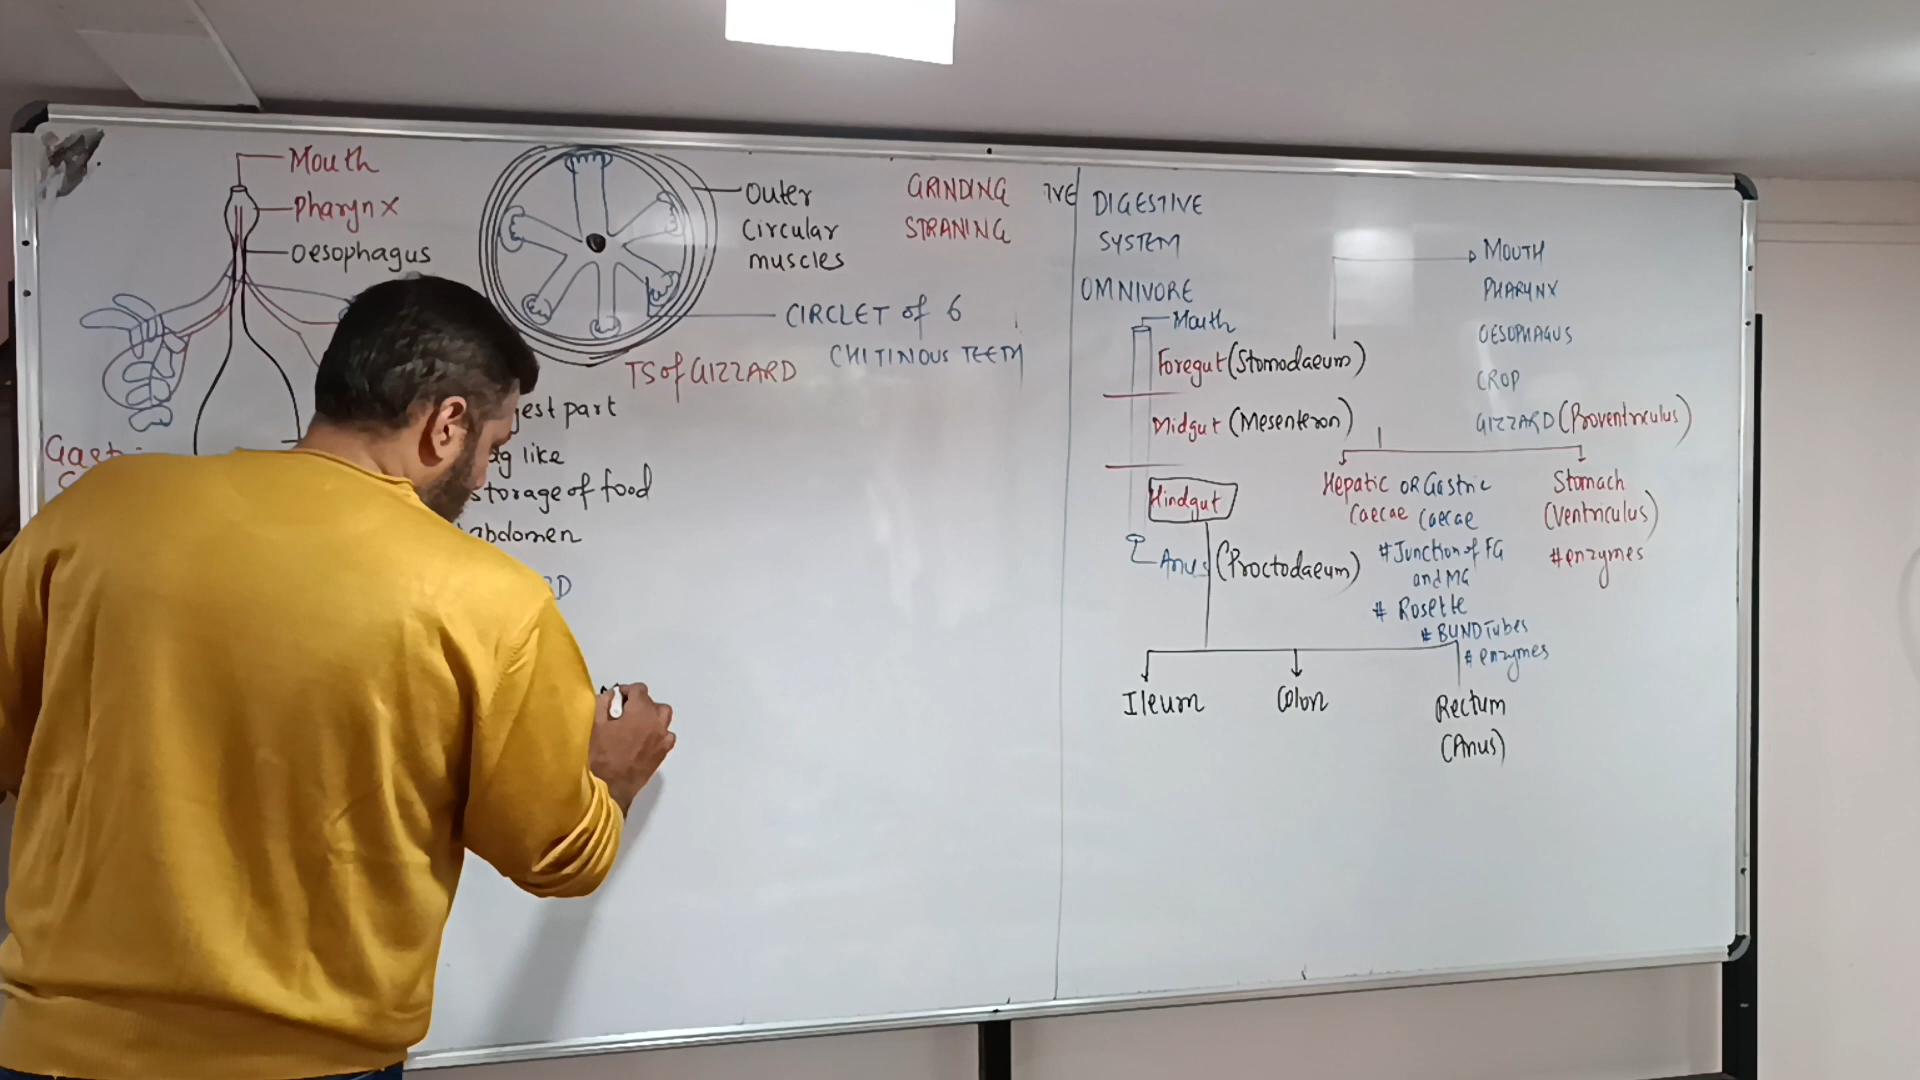 Mouth
Pharynx
Oesophagus
Outer
Circular
muscles
GRINDING
STRANING
CIRCLET of 6
CHITINOUS TEETH
TS of GIZZARD
gest part
like
storage of food
abdomen
IVE
DIGESTIVE
SYSTEM
OMNIVORE
Mouth
Foregut (Stomodaeum)
Midgut (Mesenteron)
Hindgut
Anus (Proctodaeum)
MOUTH
PHARYNX
OESOPHAGUS
CROP
GIZZARD (Proventriculus)
Hepatic OR Gastric
Caecae Caecae
# Junction of FG
and MG
# Rosette
# BLIND Tubes
# enzymes
Stomach
(Ventriculus)
# enzymes
Ileum
Colon
Rectum
(Anus)